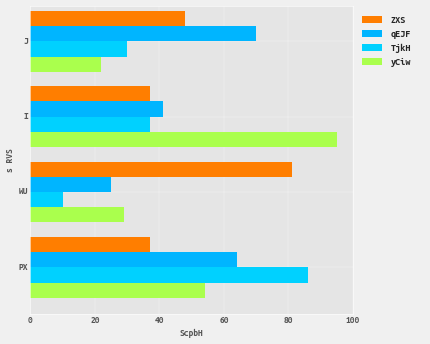 ZXS
qEJF
TjkH
yCiw
J
I
WU
PX
s RVS
0 20 40 60 80 100
ScpbH